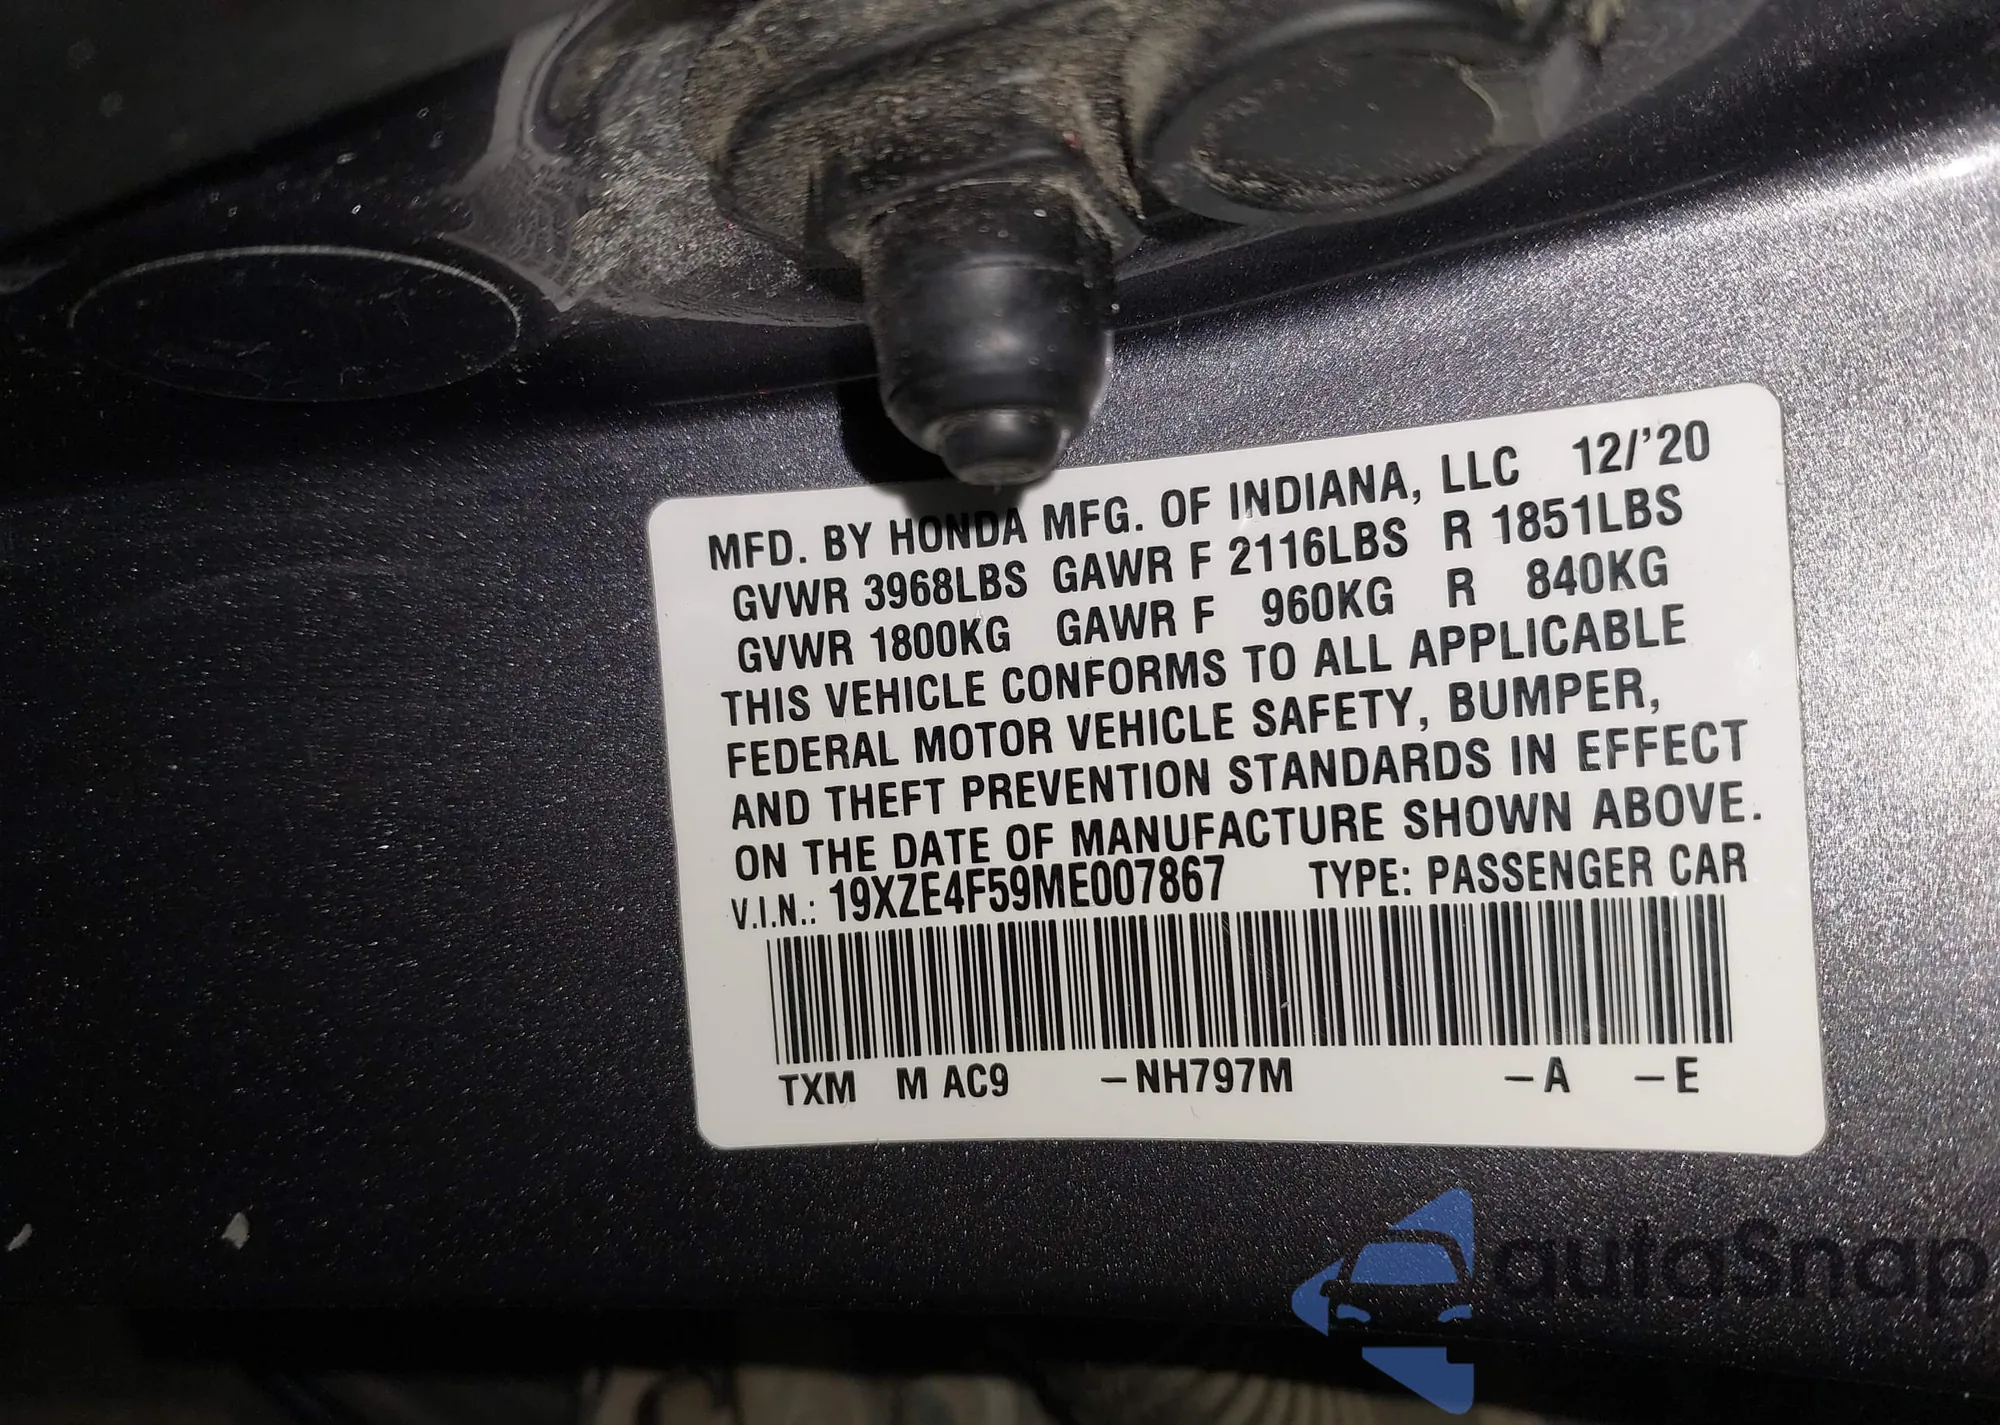 MFD. BY HONDA MFG. OF INDIANA, LLC 12/'20
GVWR 3968LBS GAWR F 2116LBS R 1851LBS
GVWR 1800KG GAWR F 960KG R 840KG
THIS VEHICLE CONFORMS TO ALL APPLICABLE
FEDERAL MOTOR VEHICLE SAFETY, BUMPER,
AND THEFT PREVENTION STANDARDS IN EFFECT
ON THE DATE OF MANUFACTURE SHOWN ABOVE.
V.I.N.: 19XZE4F59ME007867 TYPE: PASSENGER CAR
TXM M AC9 -NH797M -A -E
autaSnap